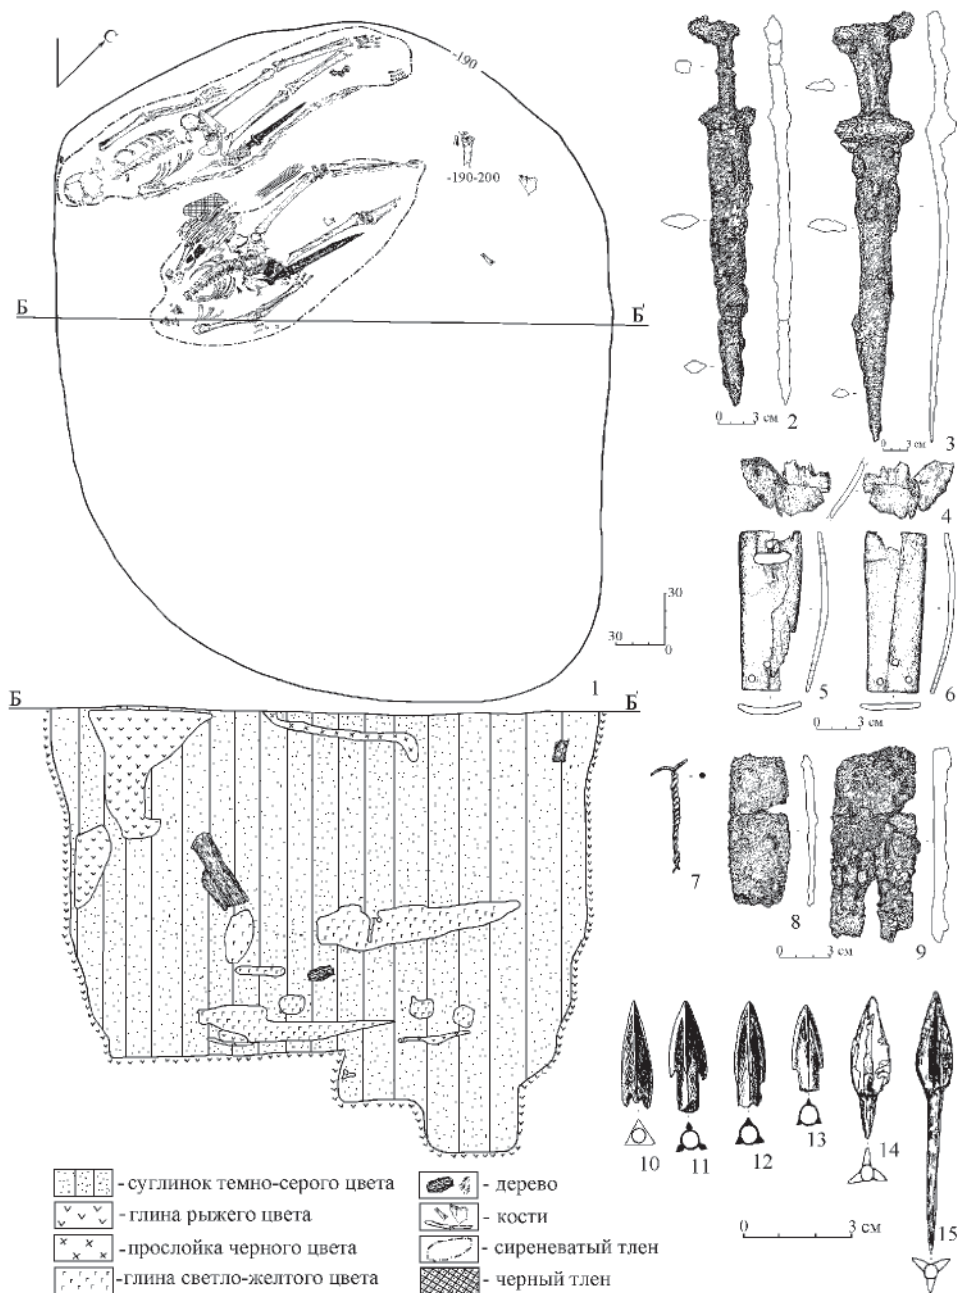 С
-190
-190-200
Б
Б'
30
30
0
1
0 3 см
2
0 3 см
3
4
5
6
0 3 см
Б
Б'
7
8
9
0 3 см
10
11
12
13
14
15
0 3 см
- суглинок темно-серого цвета
- глина рыжего цвета
- прослойка черного цвета
-глина светло-желтого цвета
- дерево
- кости
- сиреневатый тлен
- черный тлен